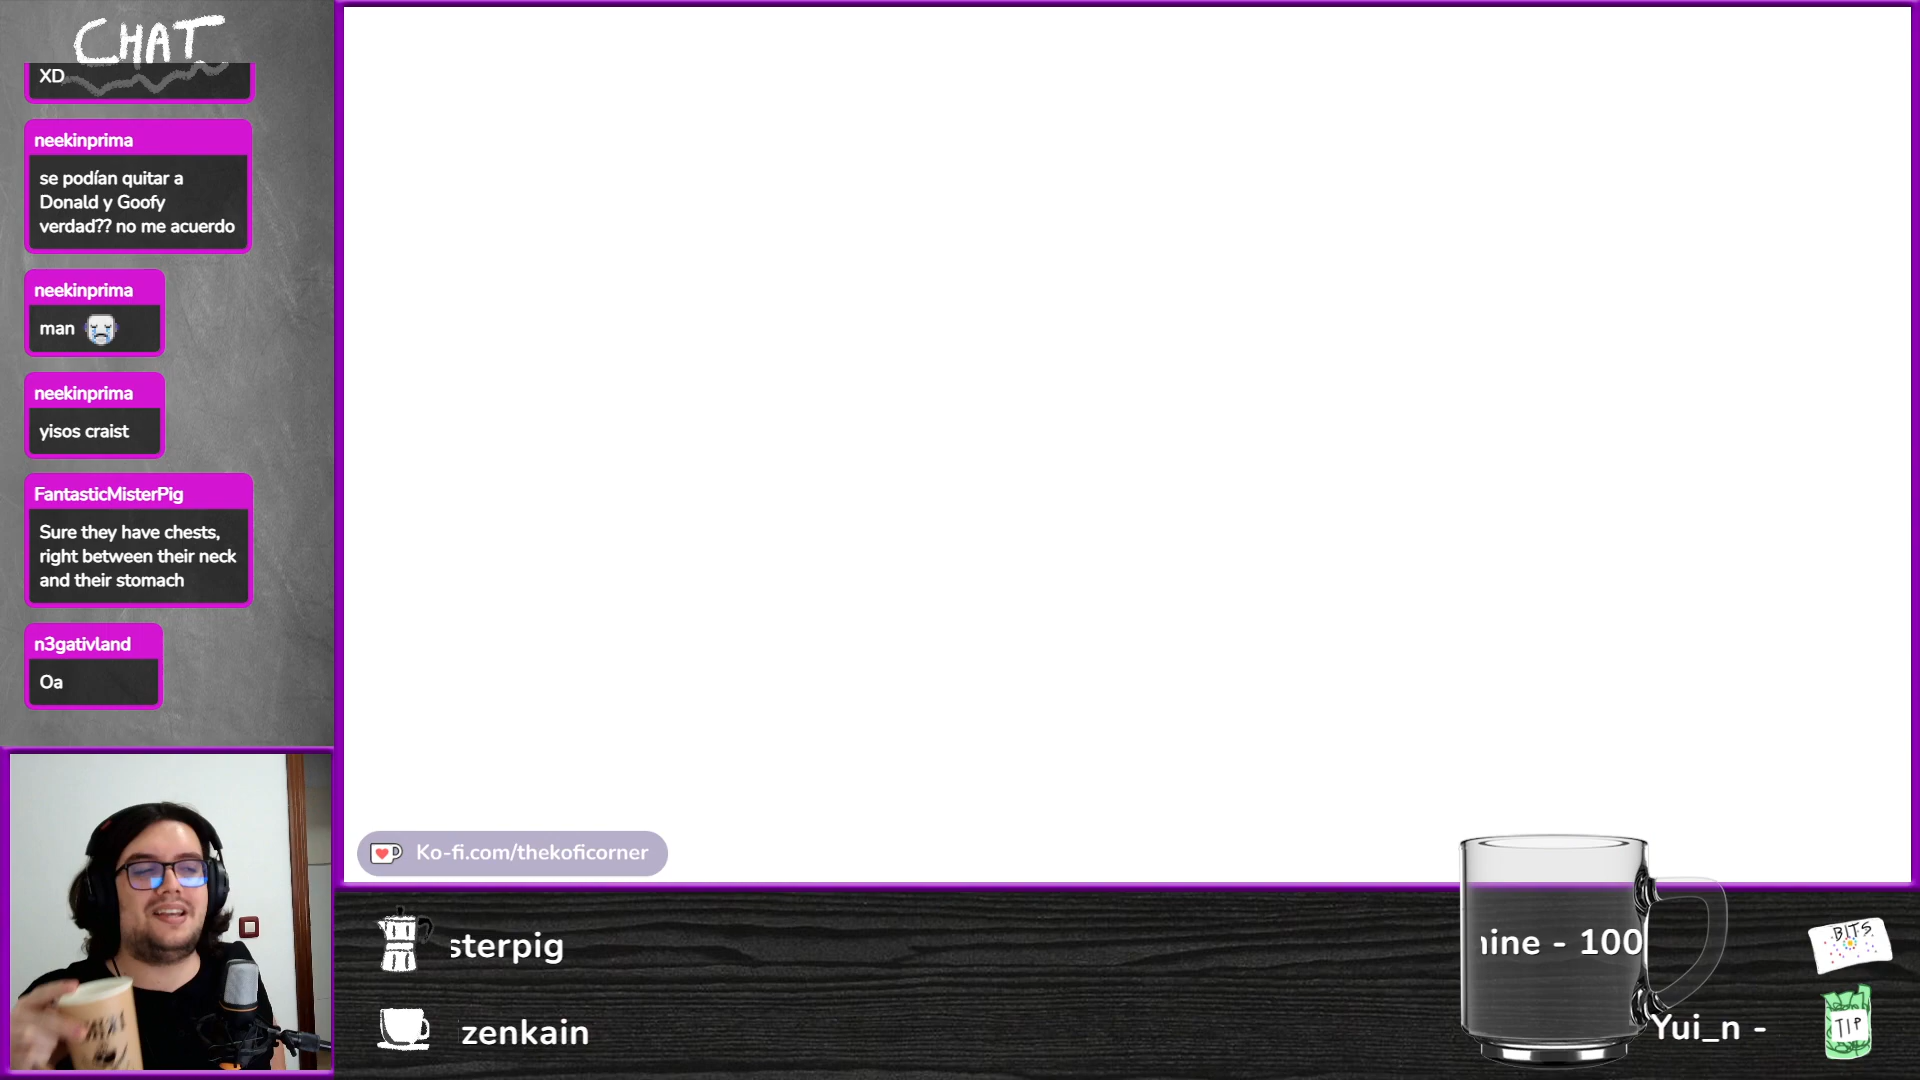 CHAT
XD
neekinprima
se podían quitar a
Donald y Goofy
verdad?? no me acuerdo
neekinprima
man
neekinprima
yisos craist
FantasticMisterPig
Sure they have chests,
right between their neck
and their stomach
n3gativland
Oa
Ko-fi.com/thekoficorner
sterpig
zenkain
ine - 100
Yui_n -
BITS
TIP